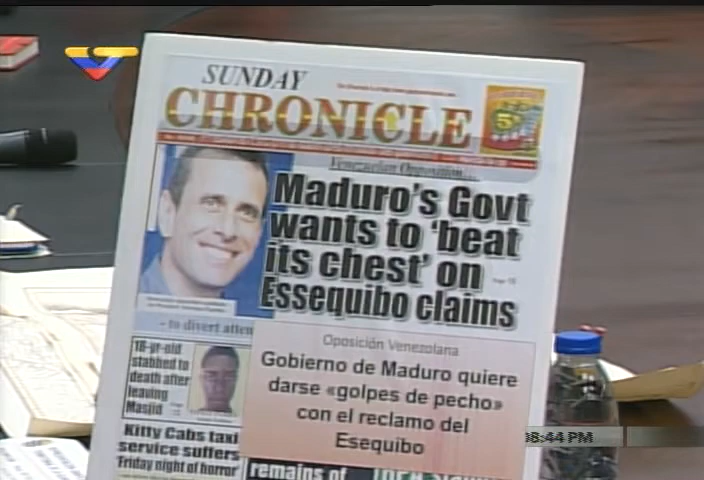 SUNDAY
CHRONICLE
Venezuelan Opposition...
Maduro's Govt
wants to 'beat
its chest' on
Essequibo claims
- to divert atten
Oposición Venezolana
Gobierno de Maduro quiere
darse «golpes de pecho»
con el reclamo del
Esequibo
18-yr-old
stabbed to
death after
leaving
Masjid
Kitty Cabs taxi
service suffers
'Friday night of horror'
remains of
08:44 PM